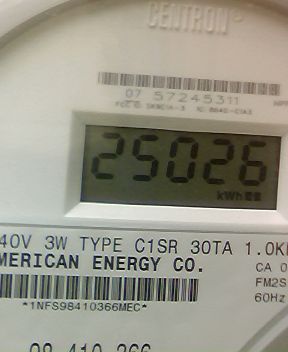 CENTRON®
07 57245311
25026
kWh
40V 3W TYPE C1SR 30TA 1.0K
MERICAN ENERGY CO.
CA 0
FM2S
60Hz
*1NFS98410366MEC*
98 410 366